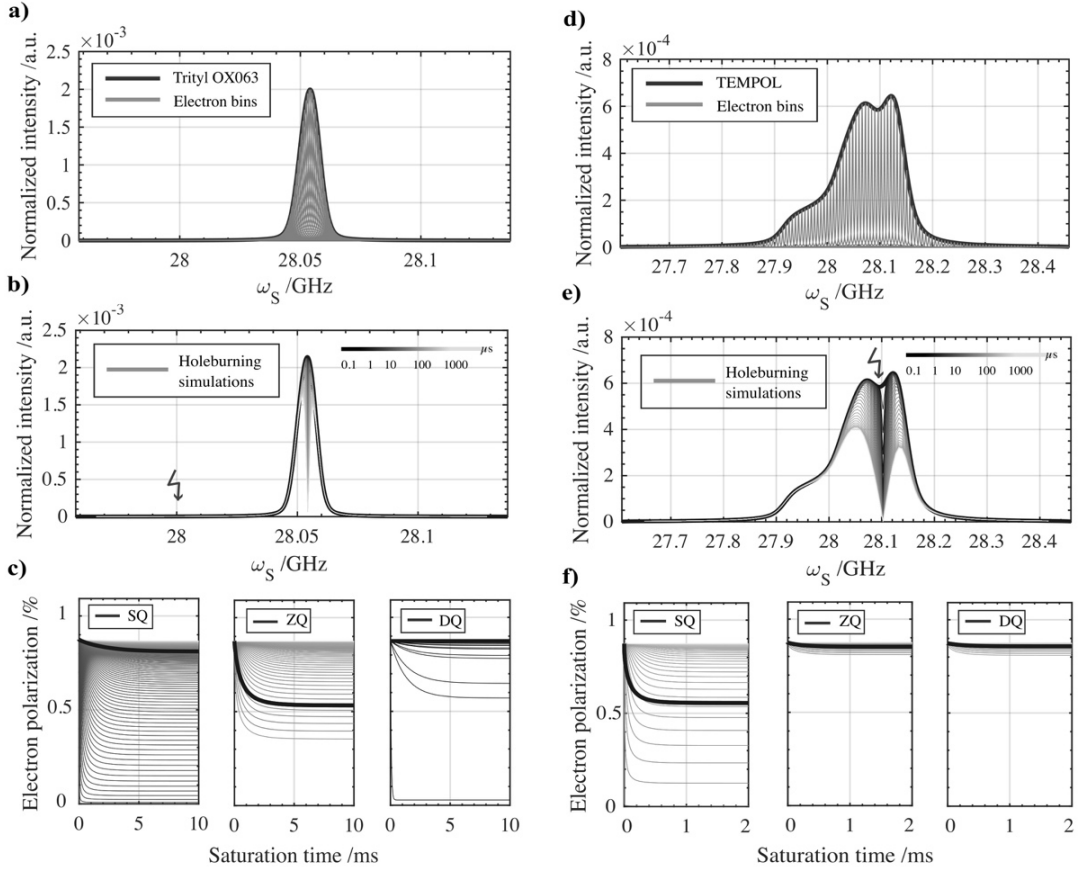 a)
×10⁻³
Normalized intensity /a.u.
2.5
2
1.5
1
0.5
0
Trityl OX063
Electron bins
28
28.05
28.1
ω_S /GHz
d)
×10⁻⁴
Normalized intensity /a.u.
8
6
4
2
0
TEMPOL
Electron bins
27.7
27.8
27.9
28
28.1
28.2
28.3
28.4
ω_S /GHz
b)
×10⁻³
Normalized intensity /a.u.
2.5
2
1.5
1
0.5
0
Holeburning
simulations
μs
0.1 1 10 100 1000
28
28.05
28.1
ω_S /GHz
e)
×10⁻⁴
Normalized intensity /a.u.
8
6
4
2
0
Holeburning
simulations
μs
0.1 1 10 100 1000
27.7
27.8
27.9
28
28.1
28.2
28.3
28.4
ω_S /GHz
c)
Electron polarization /%
1
0.5
0
SQ
ZQ
DQ
0 5 10
0 5 10
0 5 10
Saturation time /ms
f)
Electron polarization /%
1
0.5
0
SQ
ZQ
DQ
0 1 2
0 1 2
0 1 2
Saturation time /ms